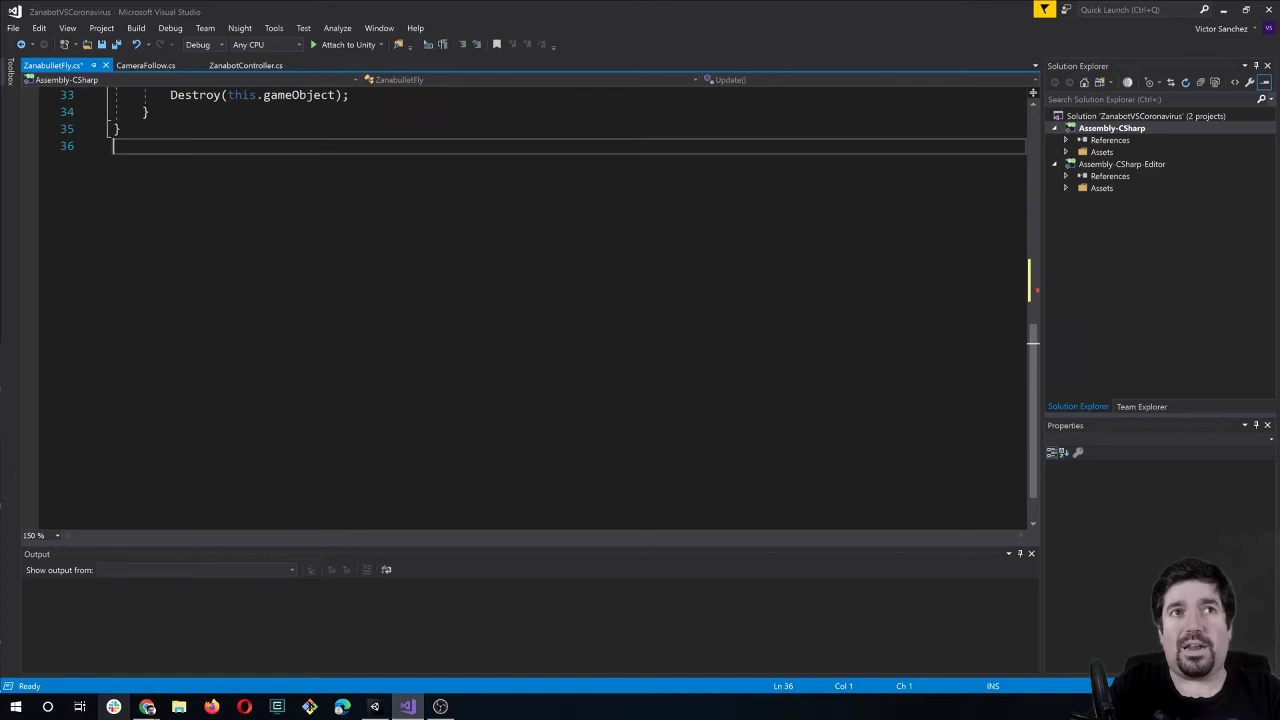 ZanabotVSCoronavirus - Microsoft Visual Studio
Quick Launch (Ctrl+Q)
File Edit View Project Build Debug Team Nsight Tools Test Analyze Window Help
Victor Sanchez VS
Debug Any CPU Attach to Unity
Toolbox
ZanabulletFly.cs* CameraFollow.cs ZanabotController.cs
Assembly-CSharp ZanabulletFly Update()
33 Destroy(this.gameObject);
34 }
35 }
36
150 %
Output
Show output from:
Solution Explorer
Search Solution Explorer (Ctrl+;)
Solution 'ZanabotVSCoronavirus' (2 projects)
Assembly-CSharp
References
Assets
Assembly-CSharp-Editor
References
Assets
Solution Explorer Team Explorer
Properties
Ready Ln 36 Col 1 Ch 1 INS